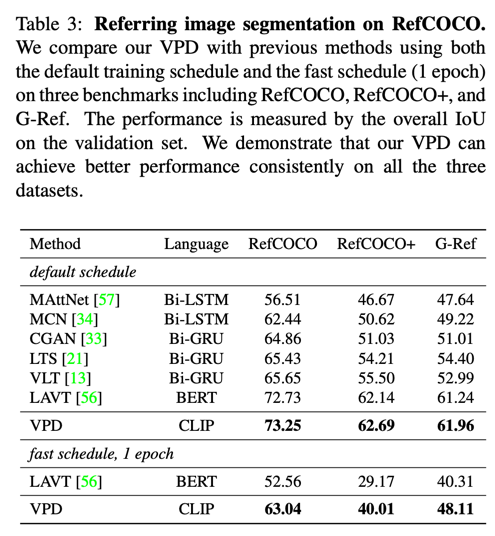 Table 3: Referring image segmentation on RefCOCO.
We compare our VPD with previous methods using both
the default training schedule and the fast schedule (1 epoch)
on three benchmarks including RefCOCO, RefCOCO+, and
G-Ref. The performance is measured by the overall IoU
on the validation set. We demonstrate that our VPD can
achieve better performance consistently on all the three
datasets.
Method Language RefCOCO RefCOCO+ G-Ref
default schedule
MAttNet [57] Bi-LSTM 56.51 46.67 47.64
MCN [34] Bi-LSTM 62.44 50.62 49.22
CGAN [33] Bi-GRU 64.86 51.03 51.01
LTS [21] Bi-GRU 65.43 54.21 54.40
VLT [13] Bi-GRU 65.65 55.50 52.99
LAVT [56] BERT 72.73 62.14 61.24
VPD CLIP 73.25 62.69 61.96
fast schedule, 1 epoch
LAVT [56] BERT 52.56 29.17 40.31
VPD CLIP 63.04 40.01 48.11